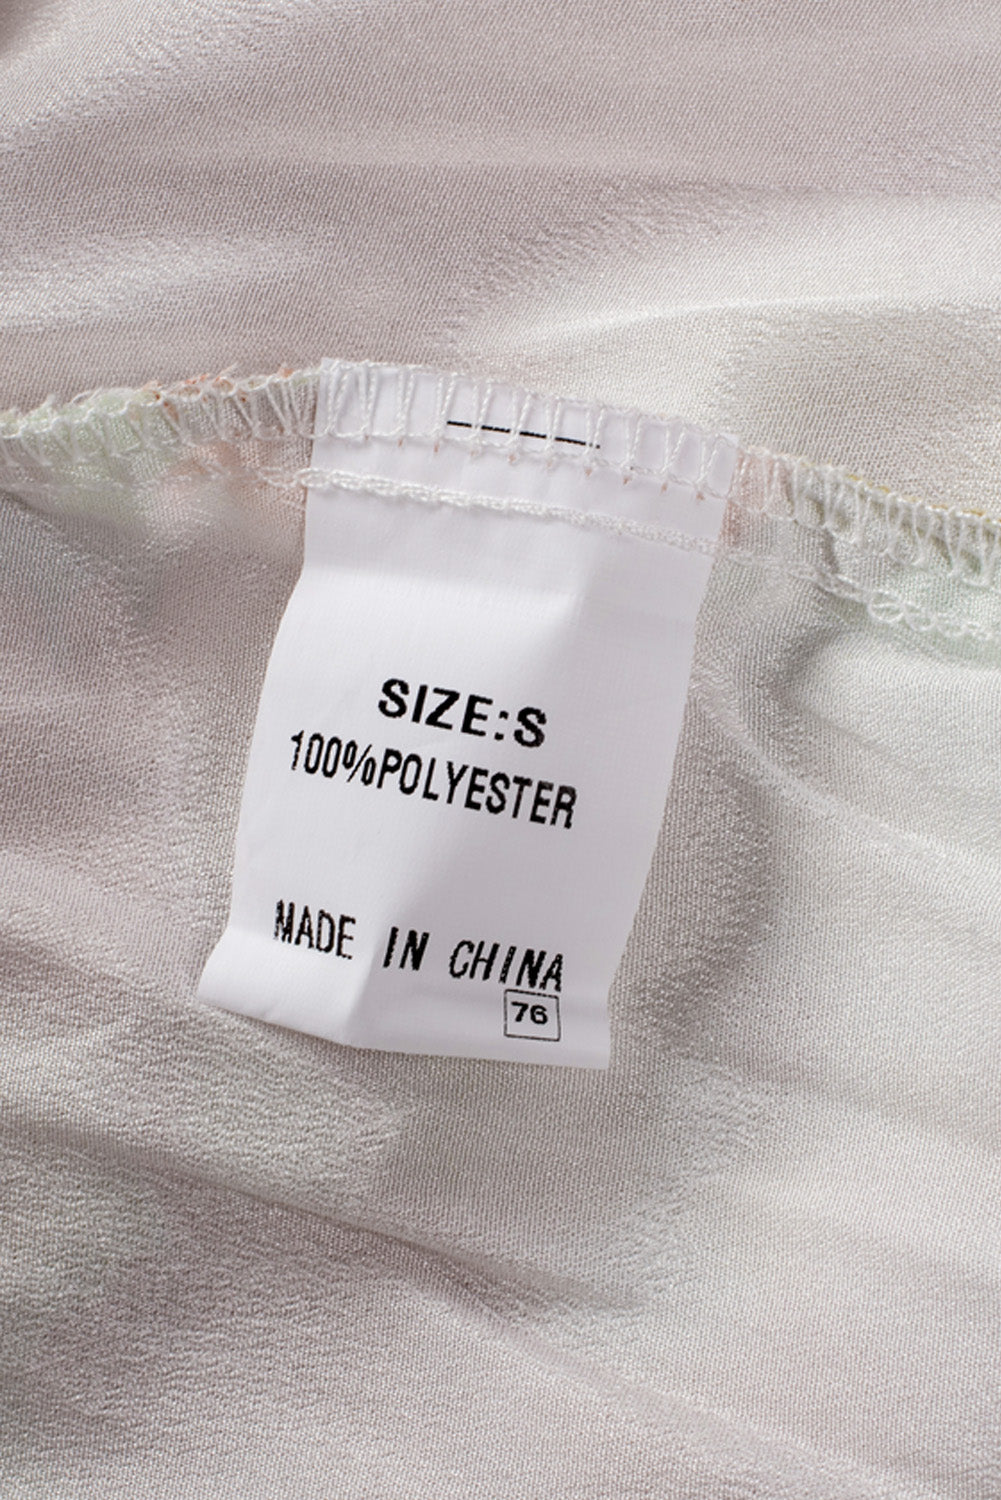 SIZE:S
100%POLYESTER
MADE IN CHINA
76